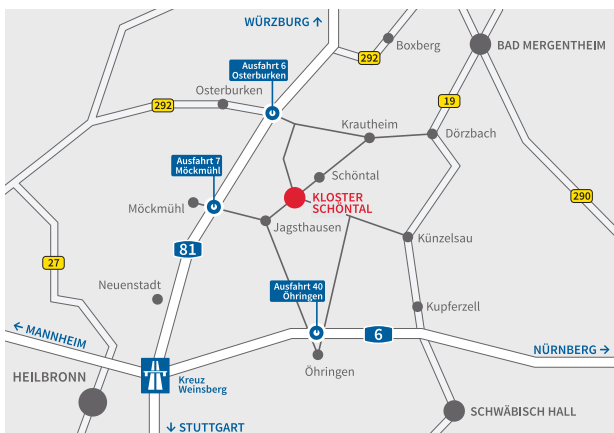 WÜRZBURG ↑
Boxberg
BAD MERGENTHEIM
Ausfahrt 6
Osterburken
292
Osterburken
292
19
Krautheim
Dörzbach
Ausfahrt 7
Möckmühl
Schöntal
KLOSTER
SCHÖNTAL
Möckmühl
290
Jagsthausen
Künzelsau
81
27
Neuenstadt
Ausfahrt 40
Öhringen
Kupferzell
← MANNHEIM
6
NÜRNBERG →
HEILBRONN
Kreuz
Weinsberg
Öhringen
SCHWÄBISCH HALL
↓ STUTTGART